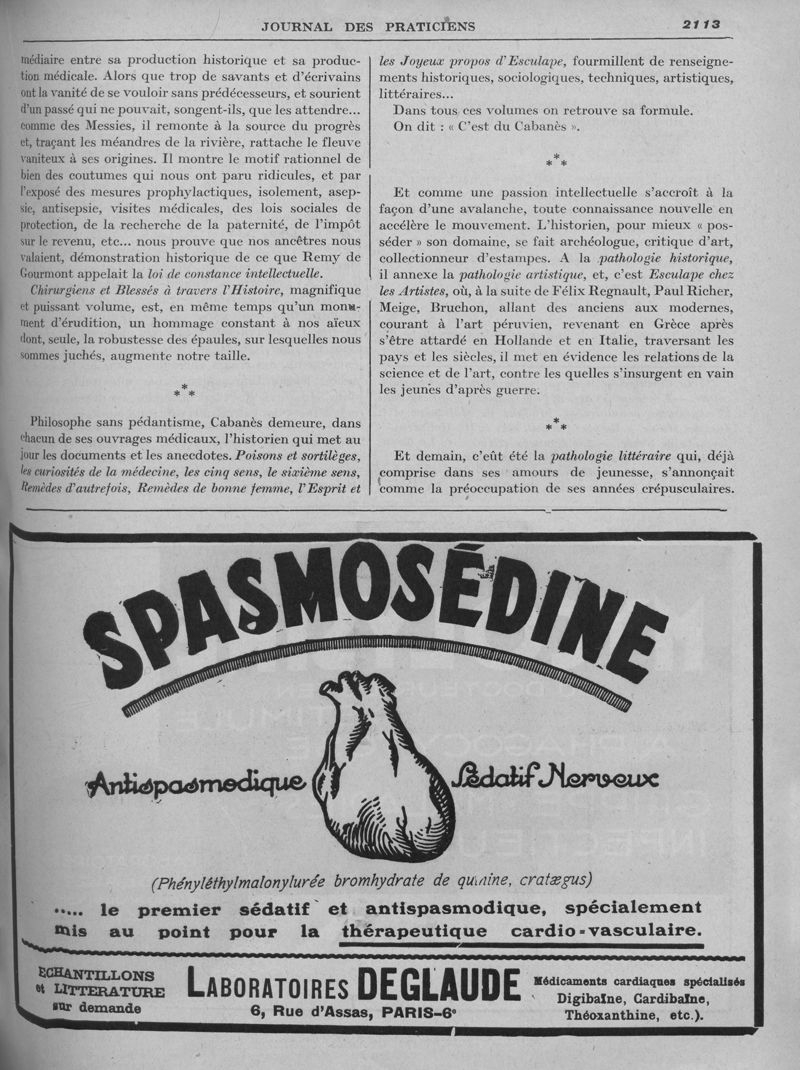 JOURNAL DES PRATICIENS
2113
médiaire entre sa production historique et sa produc-
tion médicale. Alors que trop de savants et d'écrivains
ont la vanité de se vouloir sans prédécesseurs, et sourient
d'un passé qui ne pouvait, songent-ils, que les attendre...
comme des Messies, il remonte à la source du progrès
et, traçant les méandres de la rivière, rattache le fleuve
vaniteux à ses origines. Il montre le motif rationnel de
bien des coutumes qui nous ont paru ridicules, et par
l'exposé des mesures prophylactiques, isolement, asep-
sie, antisepsie, visites médicales, des lois sociales de
protection, de la recherche de la paternité, de l'impôt
sur le revenu, etc... nous prouve que nos ancêtres nous
valaient, démonstration historique de ce que Remy de
Gourmont appelait la loi de constance intellectuelle.
Chirurgiens et Blessés à travers l'Histoire, magnifique
et puissant volume, est, en même temps qu'un monu-
ment d'érudition, un hommage constant à nos aïeux
dont, seule, la robustesse des épaules, sur lesquelles nous
sommes juchés, augmente notre taille.
* * *
Philosophe sans pédantisme, Cabanès demeure, dans
chacun de ses ouvrages médicaux, l'historien qui met au
jour les documents et les anecdotes. Poisons et sortilèges,
les curiosités de la médecine, les cinq sens, le sixième sens,
Remèdes d'autrefois, Remèdes de bonne femme, l'Esprit et
les Joyeux propos d'Esculape, fourmillent de renseigne-
ments historiques, sociologiques, techniques, artistiques,
littéraires...
Dans tous ces volumes on retrouve sa formule.
On dit : « C'est du Cabanès ».
* * *
Et comme une passion intellectuelle s'accroît à la
façon d'une avalanche, toute connaissance nouvelle en
accélère le mouvement. L'historien, pour mieux « pos-
séder » son domaine, se fait archéologue, critique d'art,
collectionneur d'estampes. A la pathologie historique,
il annexe la pathologie artistique, et, c'est Esculape chez
les Artistes, où, à la suite de Félix Regnault, Paul Richer,
Meige, Bruchon, allant des anciens aux modernes,
courant à l'art péruvien, revenant en Grèce après
s'être attardé en Hollande et en Italie, traversant les
pays et les siècles, il met en évidence les relations de la
science et de l'art, contre les quelles s'insurgent en vain
les jeunes d'après guerre.
* * *
Et demain, c'eût été la pathologie littéraire qui, déjà
comprise dans ses amours de jeunesse, s'annonçait
comme la préoccupation de ses années crépusculaires.
SPASMOSÉDINE
Antispasmodique
Sédatif Nerveux
(Phényléthylmalonylurée bromhydrate de quinine, cratægus)
..... le premier sédatif et antispasmodique, spécialement
mis au point pour la thérapeutique cardio-vasculaire.
ECHANTILLONS
et LITTERATURE
sur demande
LABORATOIRES DEGLAUDE
6, Rue d'Assas, PARIS-6e
Médicaments cardiaques spécialisés
Digibaïne, Cardibaïne,
Théoxanthine, etc.).